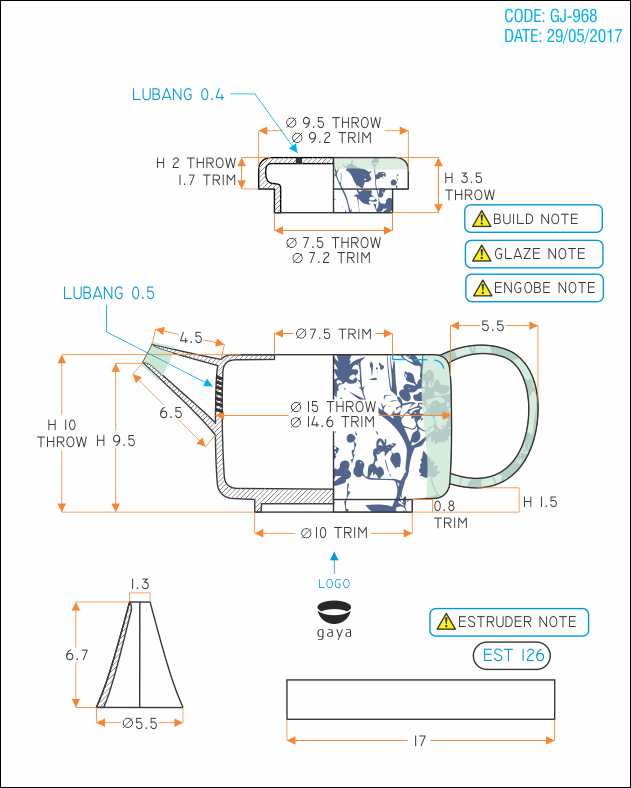 CODE: GJ-968
DATE: 29/05/2017
LUBANG 0.4
Ø 9.5 THROW
Ø 9.2 TRIM
H 2 THROW
1.7 TRIM
H 3.5
THROW
BUILD NOTE
Ø 7.5 THROW
Ø 7.2 TRIM
GLAZE NOTE
ENGOBE NOTE
LUBANG 0.5
4.5
Ø7.5 TRIM
5.5
6.5
Ø 15 THROW
Ø 14.6 TRIM
H 10
THROW
H 9.5
H 1.5
0.8
TRIM
Ø10 TRIM
LOGO
gaya
1.3
6.7
Ø5.5
ESTRUDER NOTE
EST 126
17